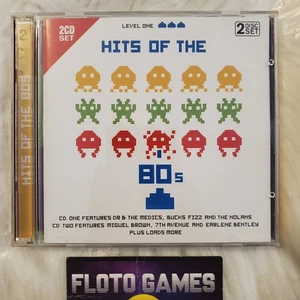 LEVEL ONE
2CD SET
2 DISC SET
HITS OF THE
80s
CD ONE FEATURES DR & THE MEDICS, BUCKS FIZZ AND THE NOLANS
CD TWO FEATURES MIGUEL BROWN, 7TH AVENUE AND EARLENE BENTLEY
PLUS LOADS MORE
2
HITS OF THE 80S
FLOTO GAMES